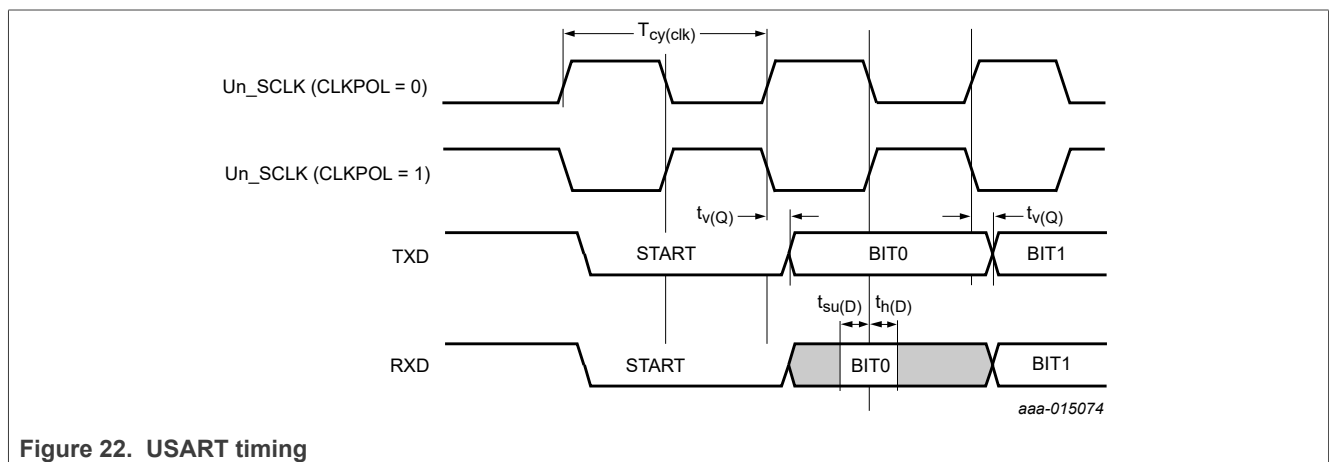 Tcy(clk)
Un_SCLK (CLKPOL = 0)
Un_SCLK (CLKPOL = 1)
tv(Q) tv(Q)
TXD START BIT0 BIT1
tsu(D) th(D)
RXD START BIT0 BIT1
aaa-015074
Figure 22. USART timing